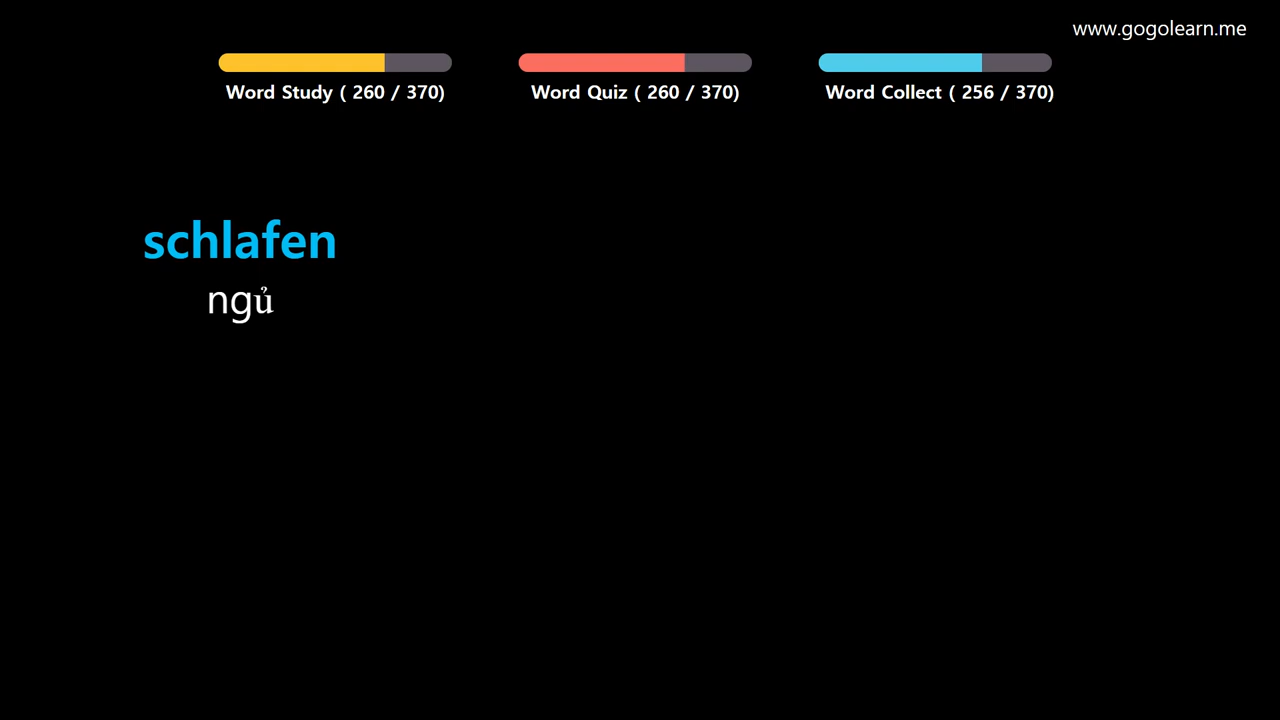 www.gogolearn.me
Word Study ( 260 / 370)
Word Quiz ( 260 / 370)
Word Collect ( 256 / 370)
schlafen
ngủ